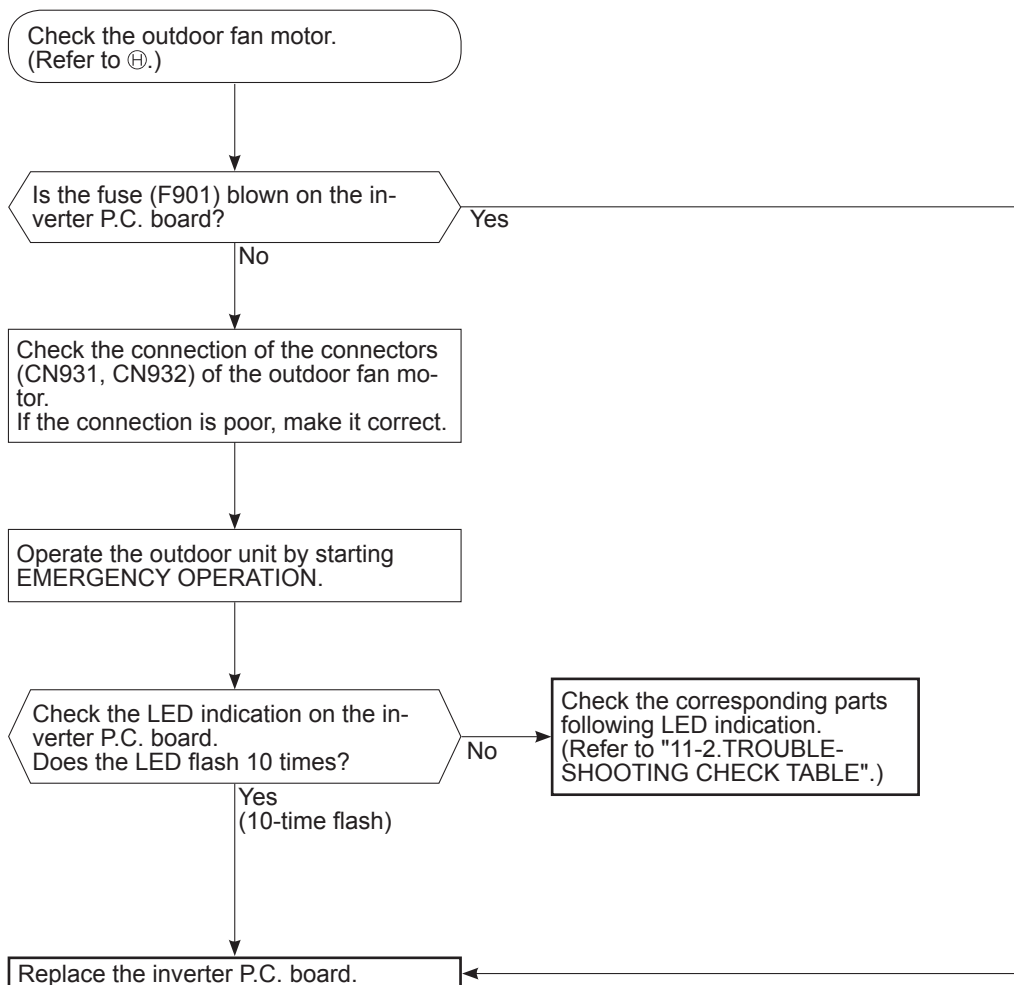 Check the outdoor fan motor.
(Refer to Ⓗ.)
Is the fuse (F901) blown on the in-
verter P.C. board?
Yes
No
Check the connection of the connectors
(CN931, CN932) of the outdoor fan mo-
tor.
If the connection is poor, make it correct.
Operate the outdoor unit by starting
EMERGENCY OPERATION.
Check the LED indication on the in-
verter P.C. board.
Does the LED flash 10 times?
No
Check the corresponding parts
following LED indication.
(Refer to "11-2.TROUBLE-
SHOOTING CHECK TABLE".)
Yes
(10-time flash)
Replace the inverter P.C. board.